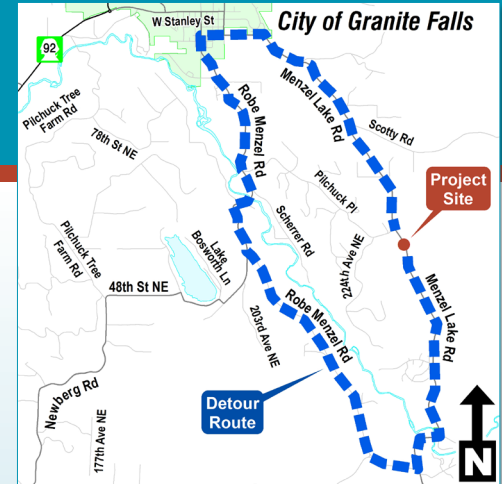 W Stanley St
City of Granite Falls
92
Menzel Lake Rd
Robe Menzel Rd
Pilchuck Tree
Farm Rd
Scotty Rd
78th St NE
Pilchuck Pl
Project
Site
Scherrer Rd
Pilchuck Tree
Farm Rd
Lake
Bosworth Ln
224th Ave NE
48th St NE
Menzel Lake Rd
203rd Ave NE
Robe Menzel Rd
Newberg Rd
Detour
Route
177th Ave NE
N